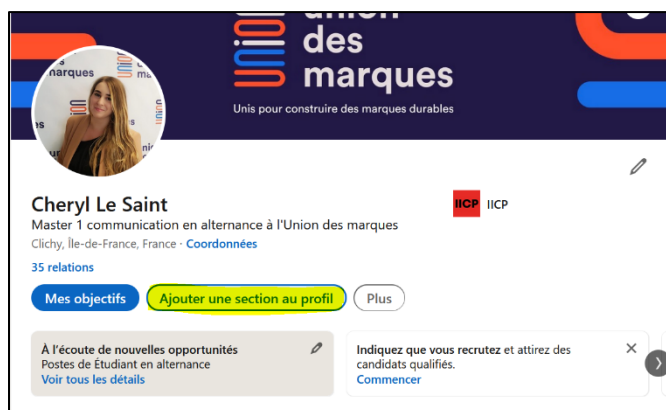 union
des
marques
Unis pour construire des marques durables
Cheryl Le Saint
IICP IICP
Master 1 communication en alternance à l'Union des marques
Clichy, Île-de-France, France · Coordonnées
35 relations
Mes objectifs
Ajouter une section au profil
Plus
À l'écoute de nouvelles opportunités
Postes de Étudiant en alternance
Voir tous les détails
Indiquez que vous recrutez et attirez des
candidats qualifiés.
Commencer